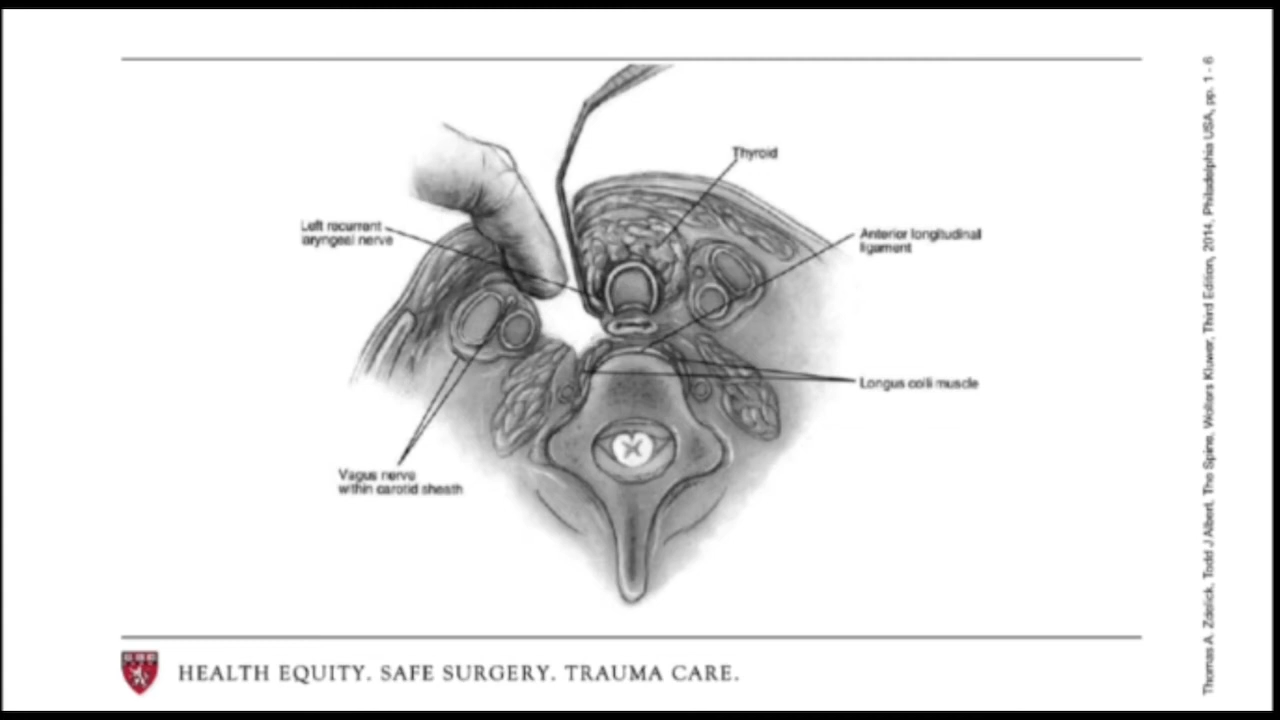 Thyroid
Left recurrent
laryngeal nerve
Anterior longitudinal
ligament
Longus colli muscle
Vagus nerve
within carotid sheath
Thomas A. Zdelick, Todd J Albert, The Spine, Wolters Kluwer, Third Edition, 2014, Philadelphia USA, pp. 1 - 6
HEALTH EQUITY. SAFE SURGERY. TRAUMA CARE.